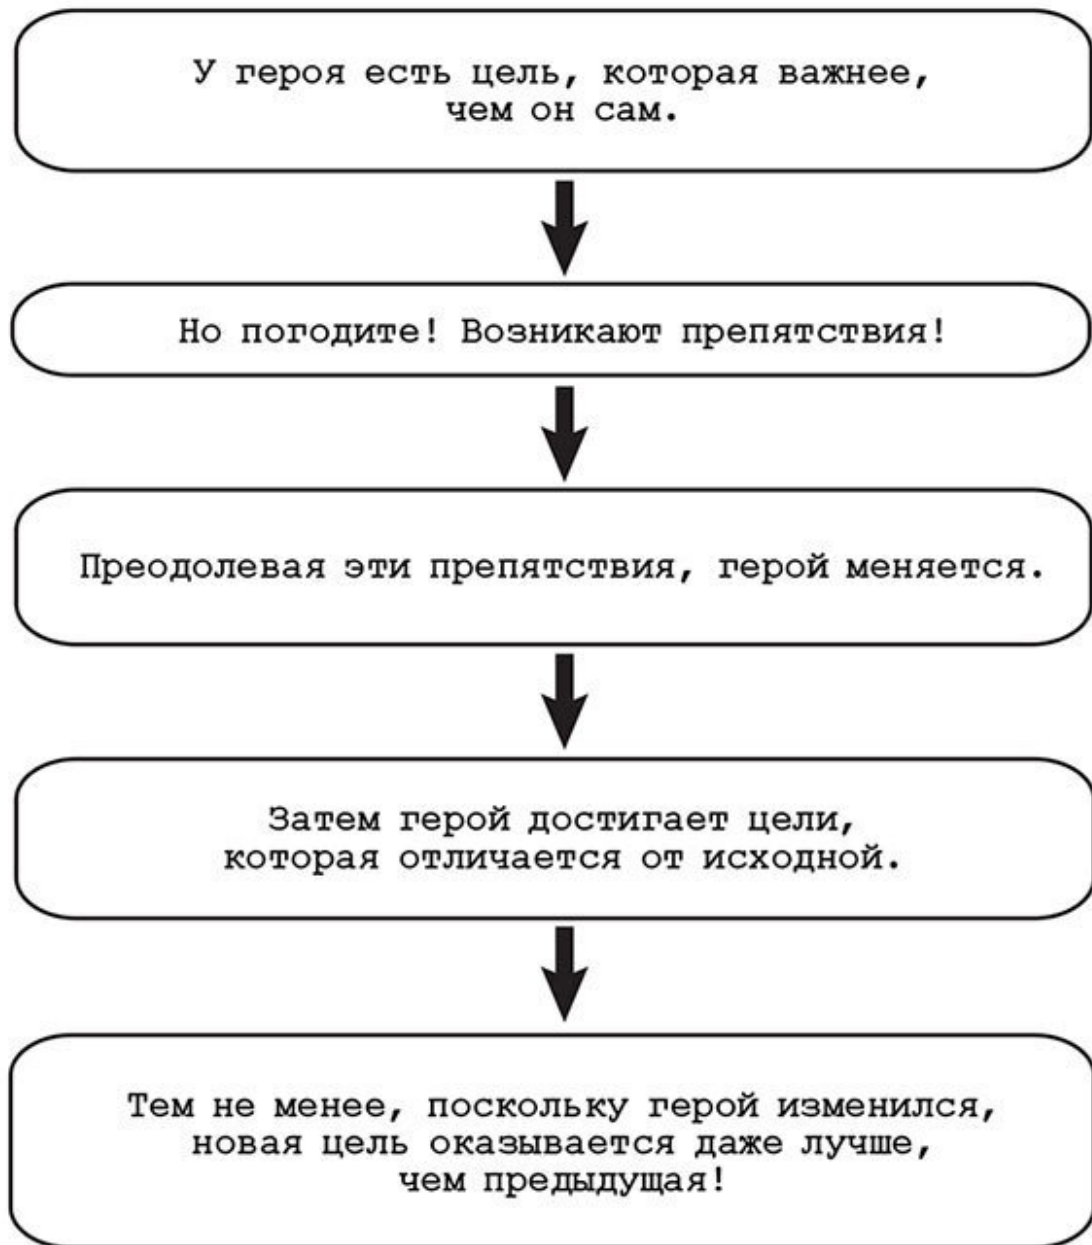 У героя есть цель, которая важнее,
чем он сам.
Но погодите! Возникают препятствия!
Преодолевая эти препятствия, герой меняется.
Затем герой достигает цели,
которая отличается от исходной.
Тем не менее, поскольку герой изменился,
новая цель оказывается даже лучше,
чем предыдущая!